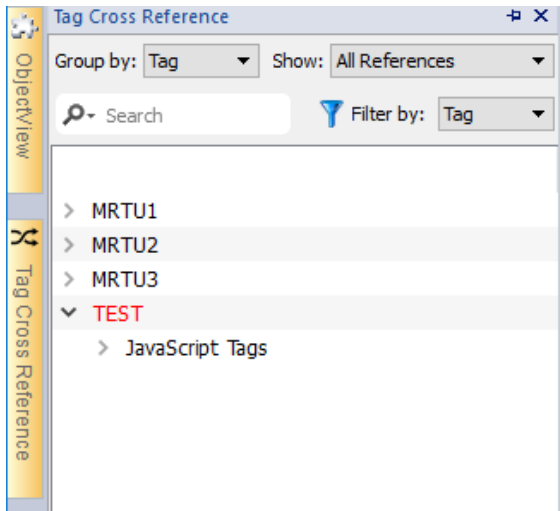 Tag Cross Reference
Group by: Tag Show: All References
Search Filter by: Tag
MRTU1
MRTU2
MRTU3
TEST
JavaScript Tags
ObjectView
Tag Cross Reference